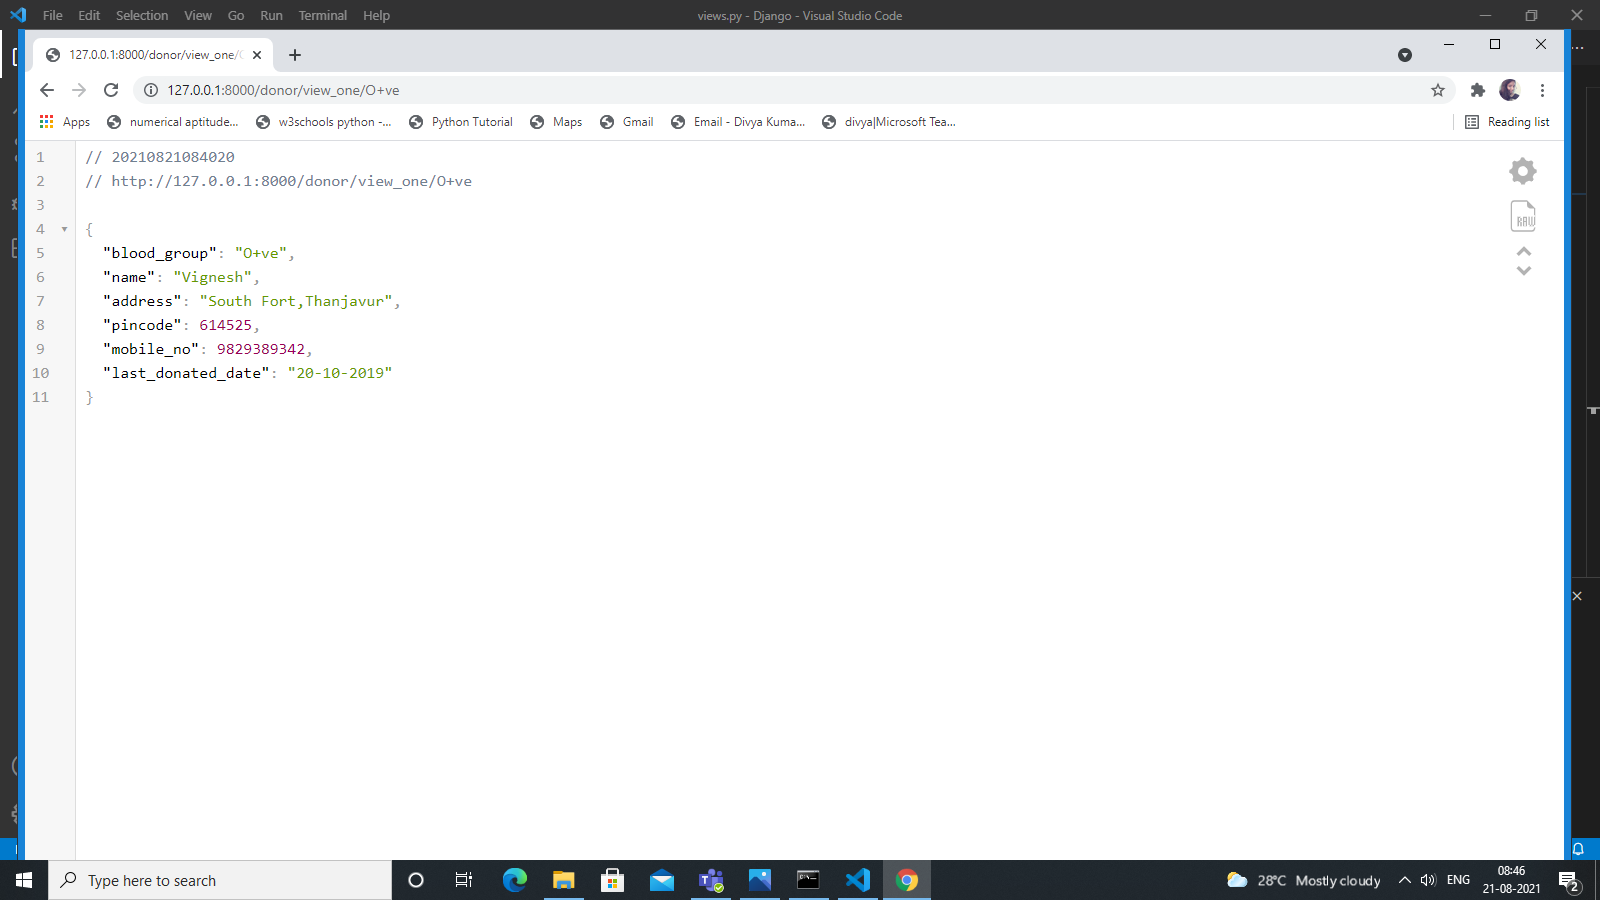 File Edit Selection View Go Run Terminal Help
views.py - Django - Visual Studio Code
127.0.0.1:8000/donor/view_one/
127.0.0.1:8000/donor/view_one/O+ve
Apps numerical aptitude... w3schools python -... Python Tutorial Maps Gmail Email - Divya Kuma... divya|Microsoft Tea... Reading list
1 // 20210821084020
2 // http://127.0.0.1:8000/donor/view_one/O+ve
3
4 {
5 "blood_group": "O+ve",
6 "name": "Vignesh",
7 "address": "South Fort,Thanjavur",
8 "pincode": 614525,
9 "mobile_no": 9829389342,
10 "last_donated_date": "20-10-2019"
11 }
RAW
Type here to search
28°C Mostly cloudy
ENG
08:46
21-08-2021
2